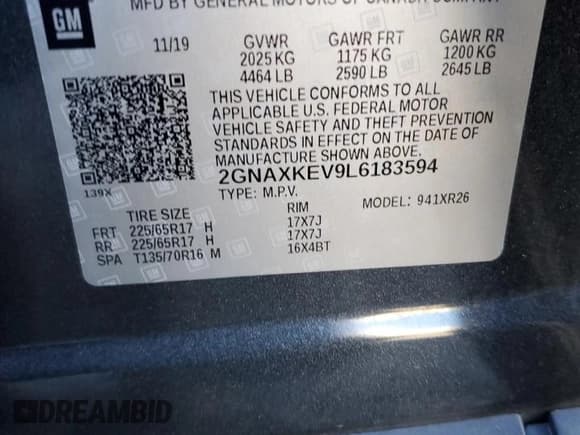 MFD BY GENERAL MOTORS OF CANADA COMPANY
GM
11/19 GVWR GAWR FRT GAWR RR
2025 KG 1175 KG 1200 KG
4464 LB 2590 LB 2645 LB
THIS VEHICLE CONFORMS TO ALL
APPLICABLE U.S. FEDERAL MOTOR
VEHICLE SAFETY AND THEFT PREVENTION
STANDARDS IN EFFECT ON THE DATE OF
MANUFACTURE SHOWN ABOVE.
139X
2GNAXKEV9L6183594
TYPE: M.P.V. MODEL: 941XR26
TIRE SIZE RIM
FRT 225/65R17 H 17X7J
RR 225/65R17 H 17X7J
SPA T135/70R16 M 16X4BT
DREAMBID